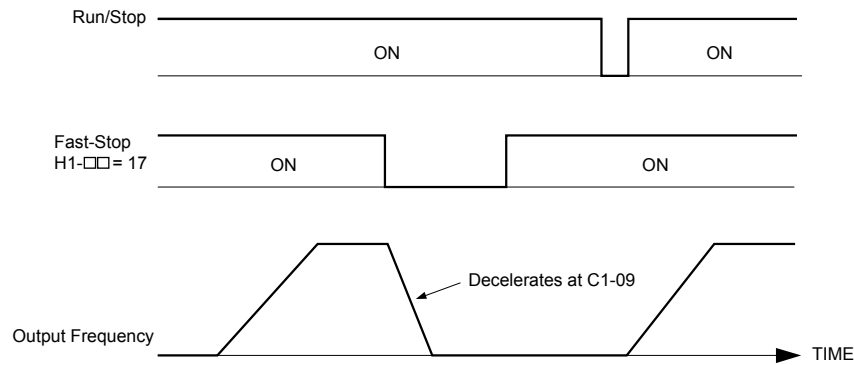 Run/Stop
ON
ON
Fast-Stop
H1-□□= 17
ON
ON
Decelerates at C1-09
Output Frequency
TIME